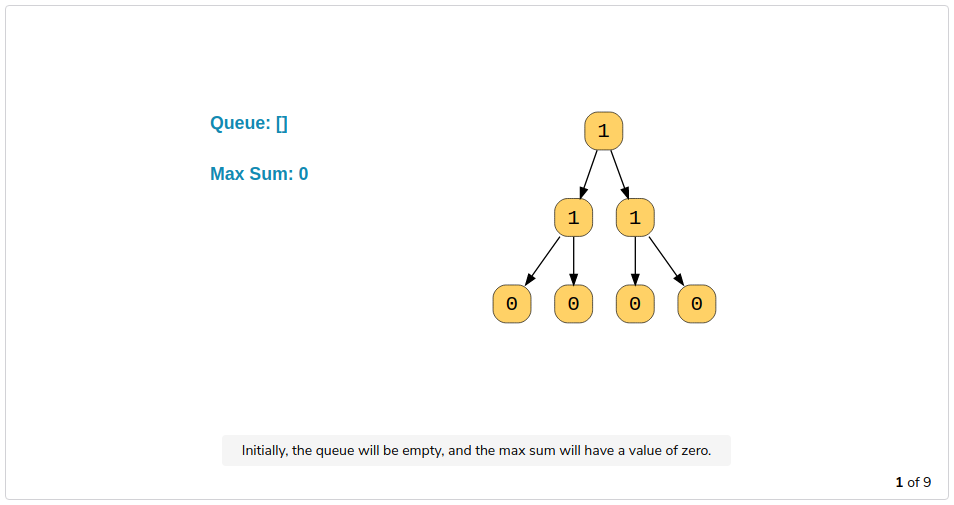 Queue: []
Max Sum: 0
1
1 1
0 0 0 0
Initially, the queue will be empty, and the max sum will have a value of zero.
1 of 9